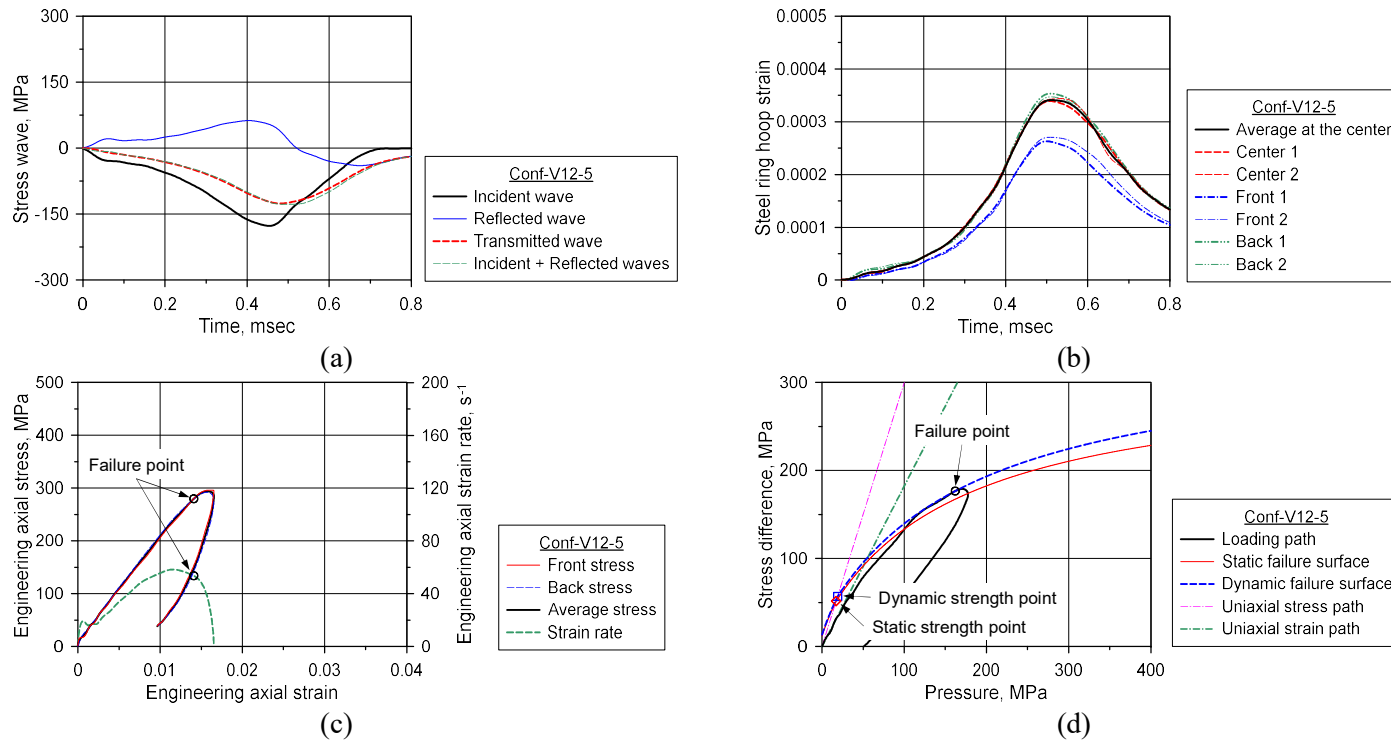 300
150
0
-150
-300
Stress wave, MPa
0
0.2
0.4
0.6
0.8
Time, msec
Conf-V12-5
Incident wave
Reflected wave
Transmitted wave
Incident + Reflected waves
(a)
0.0005
0.0004
0.0003
0.0002
0.0001
0
Steel ring hoop strain
0
0.2
0.4
0.6
0.8
Time, msec
Conf-V12-5
Average at the center
Center 1
Center 2
Front 1
Front 2
Back 1
Back 2
(b)
500
400
300
200
100
0
Engineering axial stress, MPa
200
160
120
80
40
0
Engineering axial strain rate, s⁻¹
Failure point
0
0.01
0.02
0.03
0.04
Engineering axial strain
Conf-V12-5
Front stress
Back stress
Average stress
Strain rate
(c)
300
200
100
0
Stress difference, MPa
Failure point
Dynamic strength point
Static strength point
0
100
200
300
400
Pressure, MPa
Conf-V12-5
Loading path
Static failure surface
Dynamic failure surface
Uniaxial stress path
Uniaxial strain path
(d)